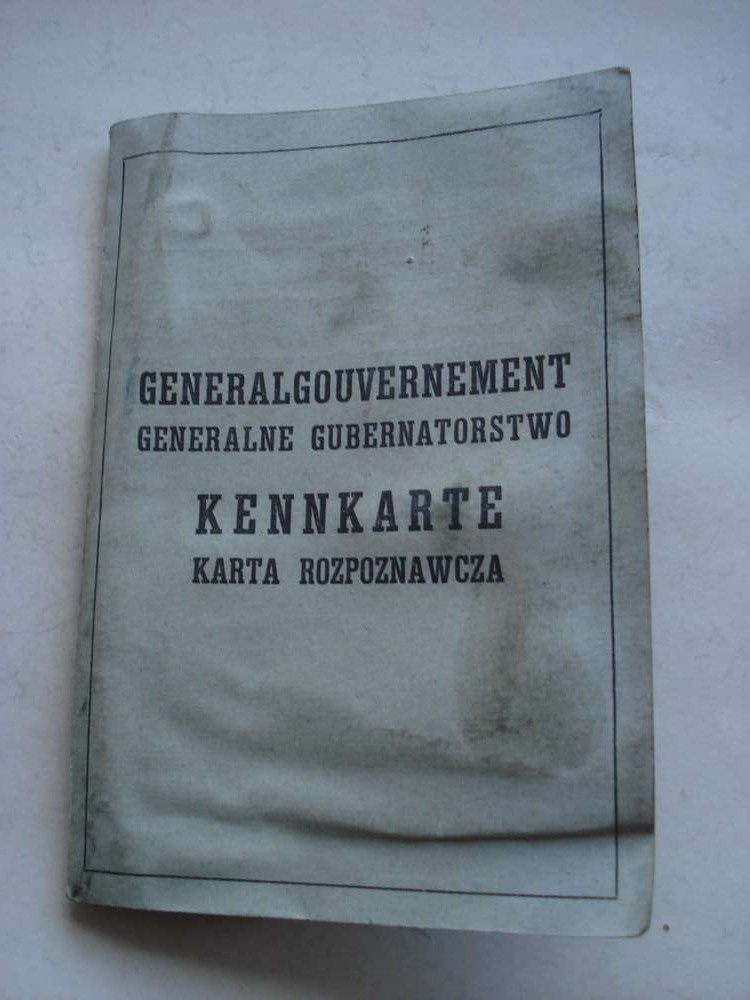 GENERALGOUVERNEMENT
GENERALNE GUBERNATORSTWO
KENNKARTE
KARTA ROZPOZNAWCZA